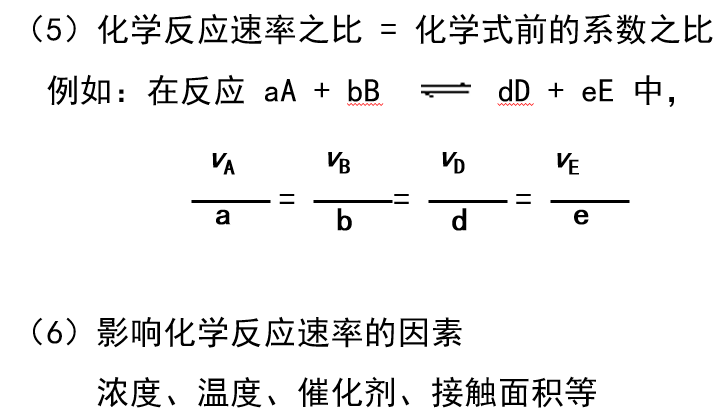 （5）化学反应速率之比 = 化学式前的系数之比
例如：在反应 aA + bB ⇌ dD + eE 中，
vA/a = vB/b = vD/d = vE/e
（6）影响化学反应速率的因素
浓度、温度、催化剂、接触面积等